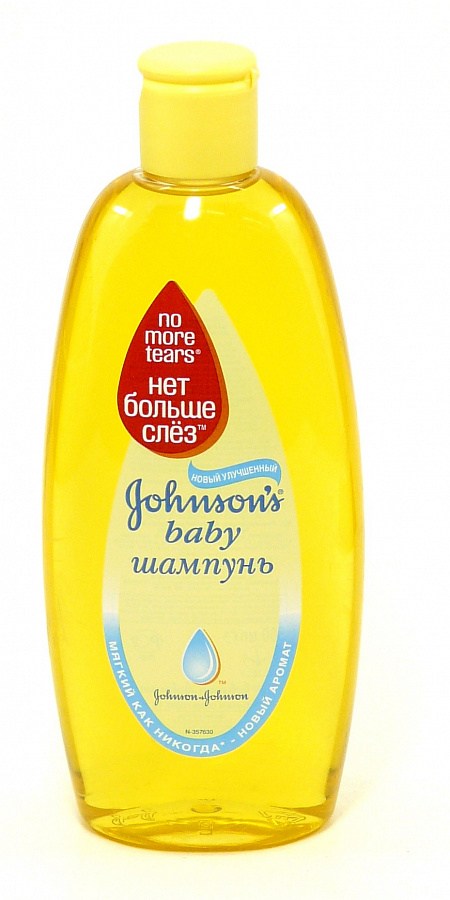 no
more
tears®
нет
больше
слёз™
НОВЫЙ УЛУЧШЕННЫЙ
Johnson's®
baby
шампунь
™
Johnson & Johnson
N-357630
МЯГКИЙ КАК НИКОГДА* - НОВЫЙ АРОМАТ